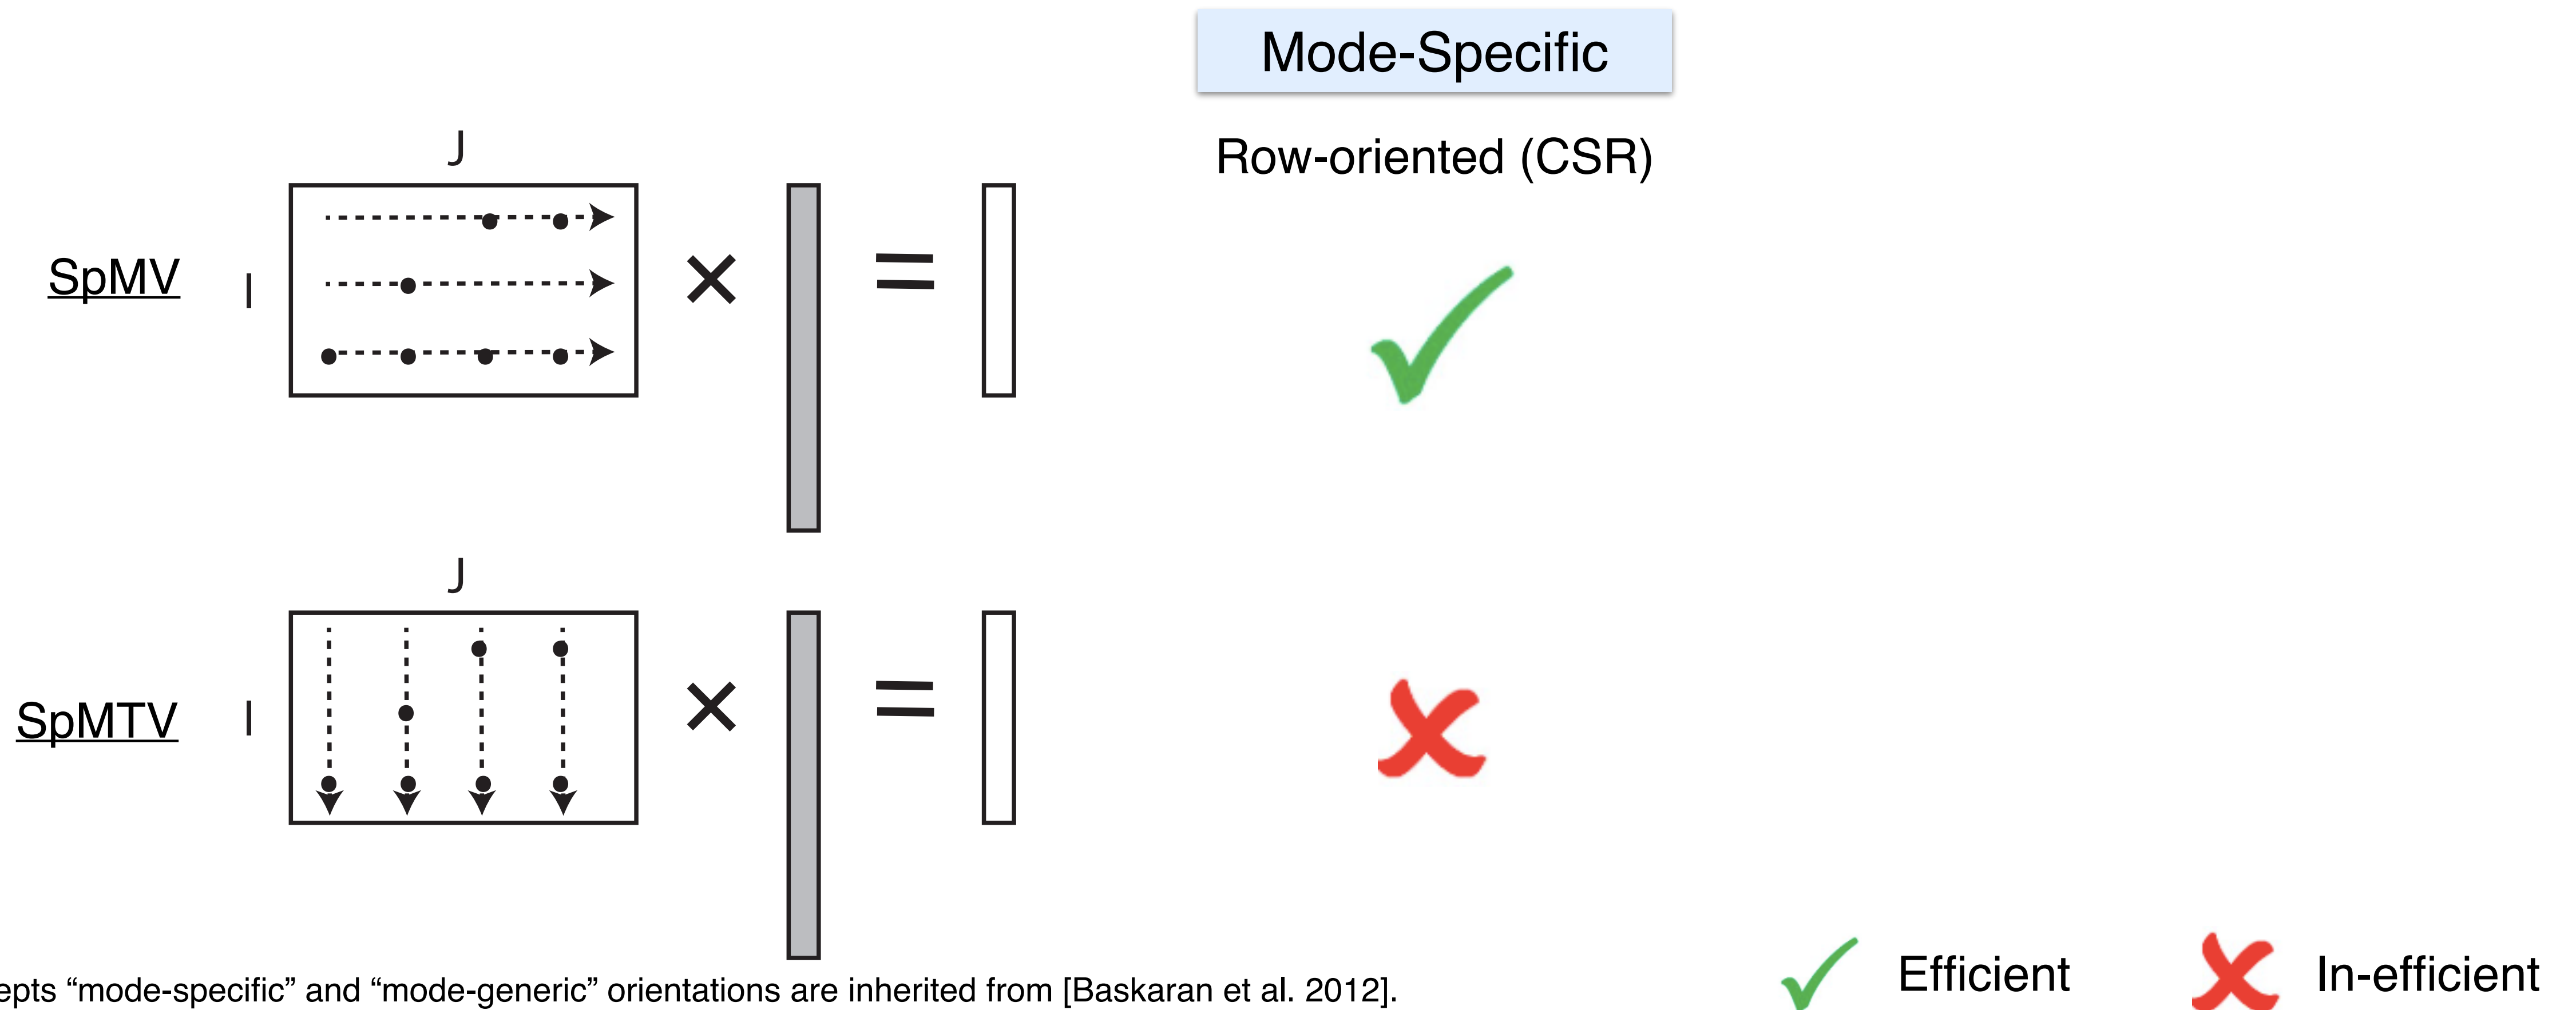 Mode-Specific
Row-oriented (CSR)
J
SpMV
I
J
SpMTV
I
“mode-specific” and “mode-generic” orientations are inherited from [Baskaran et al. 2012].
Efficient
In-efficient